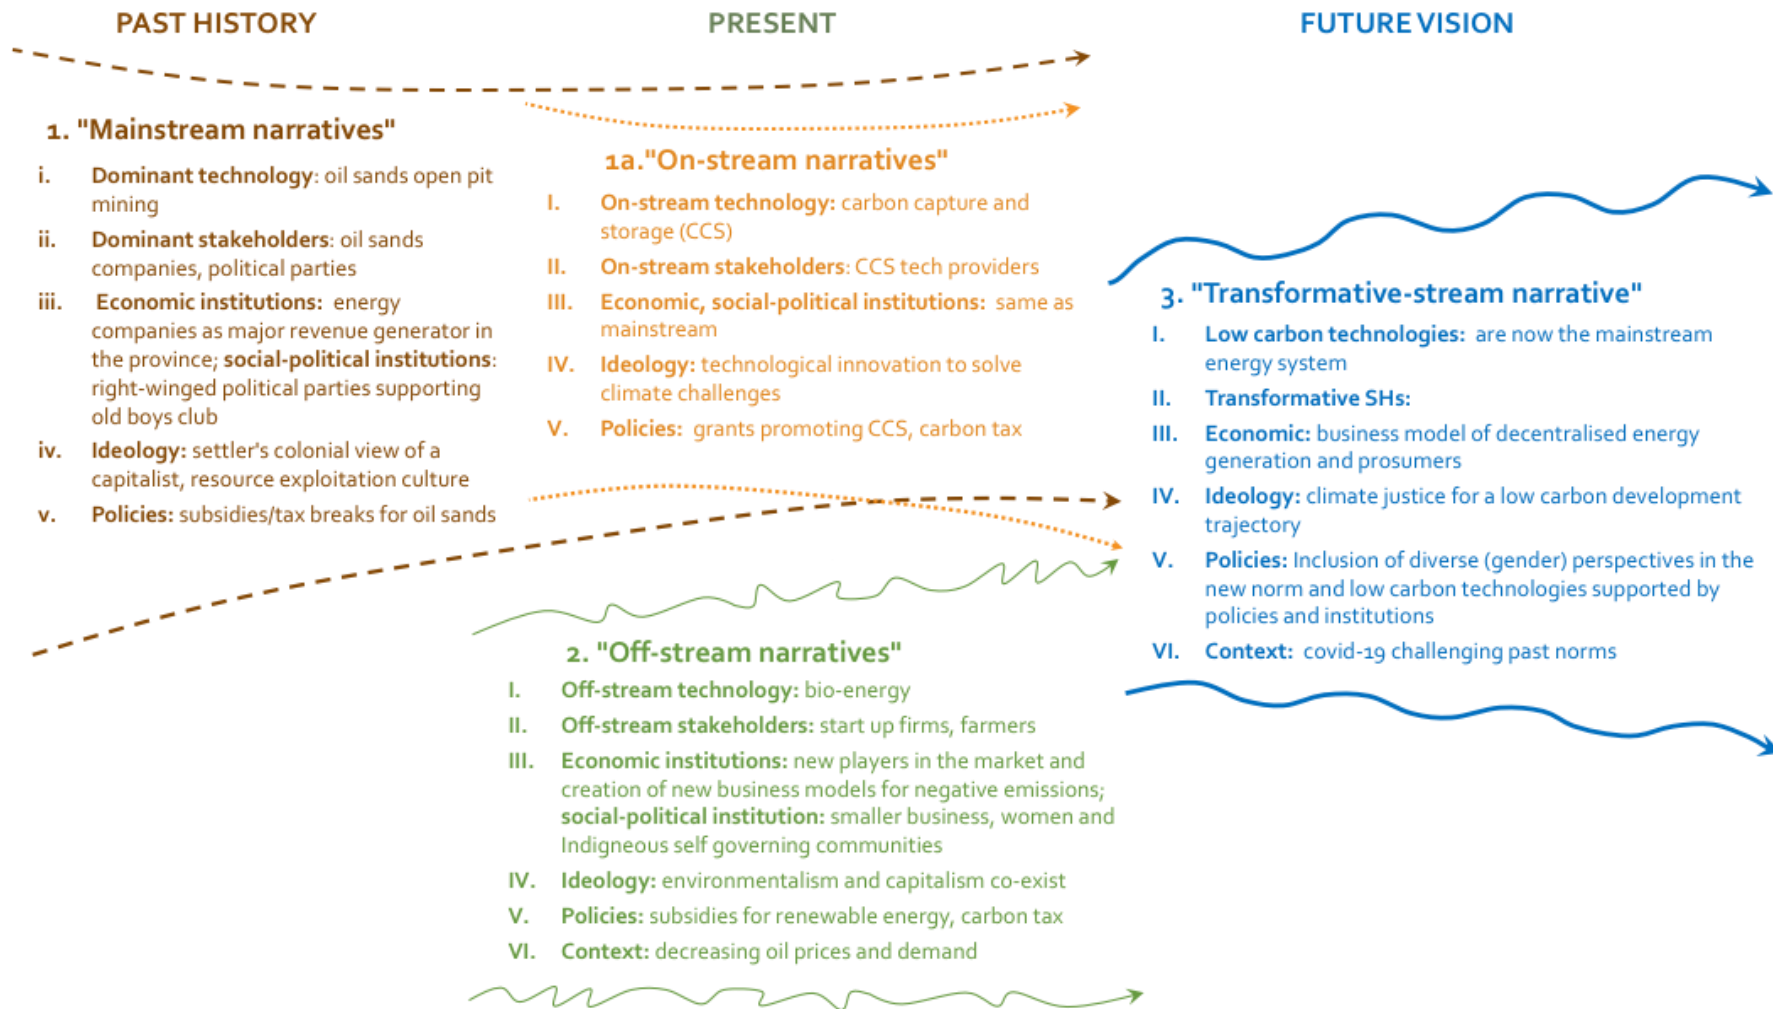 PAST HISTORY
PRESENT
FUTURE VISION
1. "Mainstream narratives"
i. Dominant technology: oil sands open pit
mining
ii. Dominant stakeholders: oil sands
companies, political parties
iii. Economic institutions: energy
companies as major revenue generator in
the province; social-political institutions:
right-winged political parties supporting
old boys club
iv. Ideology: settler's colonial view of a
capitalist, resource exploitation culture
v. Policies: subsidies/tax breaks for oil sands
1a."On-stream narratives"
I. On-stream technology: carbon capture and
storage (CCS)
II. On-stream stakeholders: CCS tech providers
III. Economic, social-political institutions: same as
mainstream
IV. Ideology: technological innovation to solve
climate challenges
V. Policies: grants promoting CCS, carbon tax
2. "Off-stream narratives"
I. Off-stream technology: bio-energy
II. Off-stream stakeholders: start up firms, farmers
III. Economic institutions: new players in the market and
creation of new business models for negative emissions;
social-political institution: smaller business, women and
Indigneous self governing communities
IV. Ideology: environmentalism and capitalism co-exist
V. Policies: subsidies for renewable energy, carbon tax
VI. Context: decreasing oil prices and demand
3. "Transformative-stream narrative"
I. Low carbon technologies: are now the mainstream
energy system
II. Transformative SHs:
III. Economic: business model of decentralised energy
generation and prosumers
IV. Ideology: climate justice for a low carbon development
trajectory
V. Policies: Inclusion of diverse (gender) perspectives in the
new norm and low carbon technologies supported by
policies and institutions
VI. Context: covid-19 challenging past norms